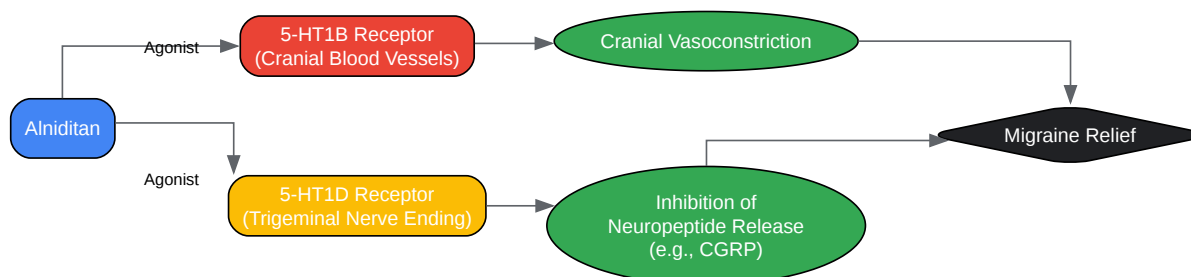 Alniditan
Agonist
5-HT1B Receptor
(Cranial Blood Vessels)
Cranial Vasoconstriction
Agonist
5-HT1D Receptor
(Trigeminal Nerve Ending)
Inhibition of
Neuropeptide Release
(e.g., CGRP)
Migraine Relief